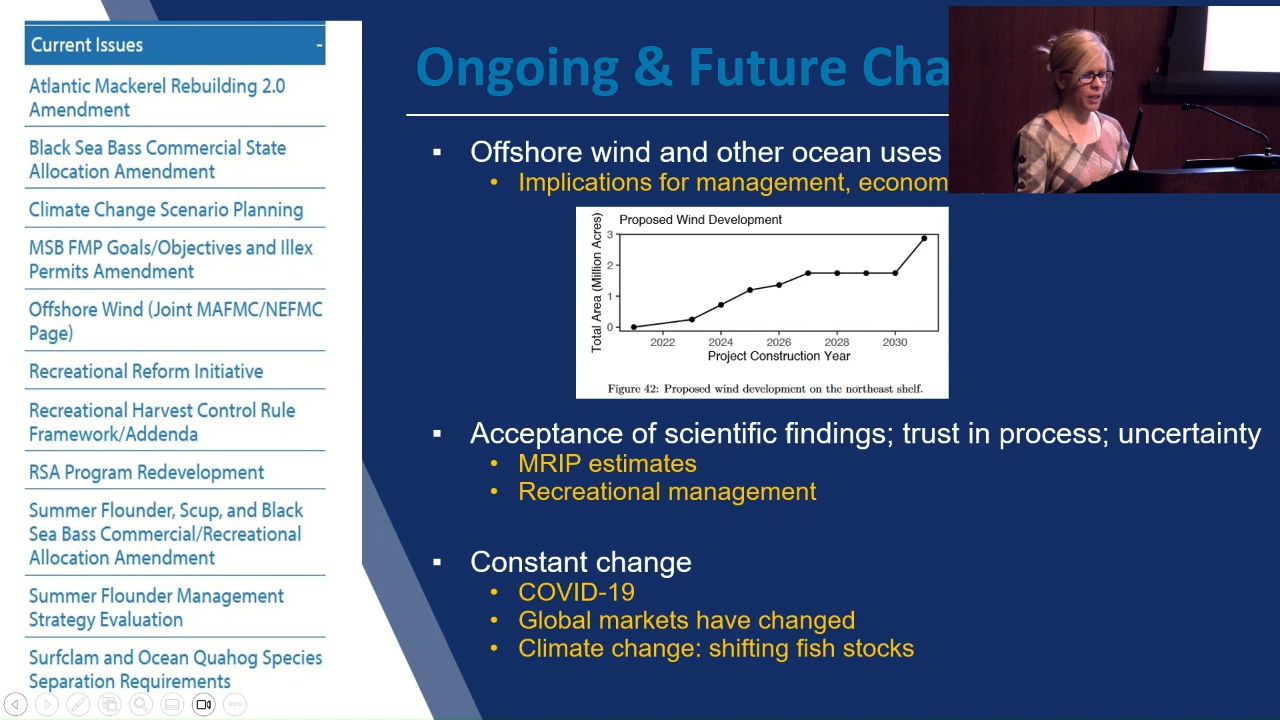 Current Issues -
Atlantic Mackerel Rebuilding 2.0
Amendment
Black Sea Bass Commercial State
Allocation Amendment
Climate Change Scenario Planning
MSB FMP Goals/Objectives and Illex
Permits Amendment
Offshore Wind (Joint MAFMC/NEFMC
Page)
Recreational Reform Initiative
Recreational Harvest Control Rule
Framework/Addenda
RSA Program Redevelopment
Summer Flounder, Scup, and Black
Sea Bass Commercial/Recreational
Allocation Amendment
Summer Flounder Management
Strategy Evaluation
Surfclam and Ocean Quahog Species
Separation Requirements
Ongoing & Future Cha
▪ Offshore wind and other ocean uses
• Implications for management, econom
Proposed Wind Development
Total Area (Million Acres)
3
2
1
0
2022 2024 2026 2028 2030
Project Construction Year
Figure 42: Proposed wind development on the northeast shelf.
▪ Acceptance of scientific findings; trust in process; uncertainty
• MRIP estimates
• Recreational management
▪ Constant change
• COVID-19
• Global markets have changed
• Climate change: shifting fish stocks